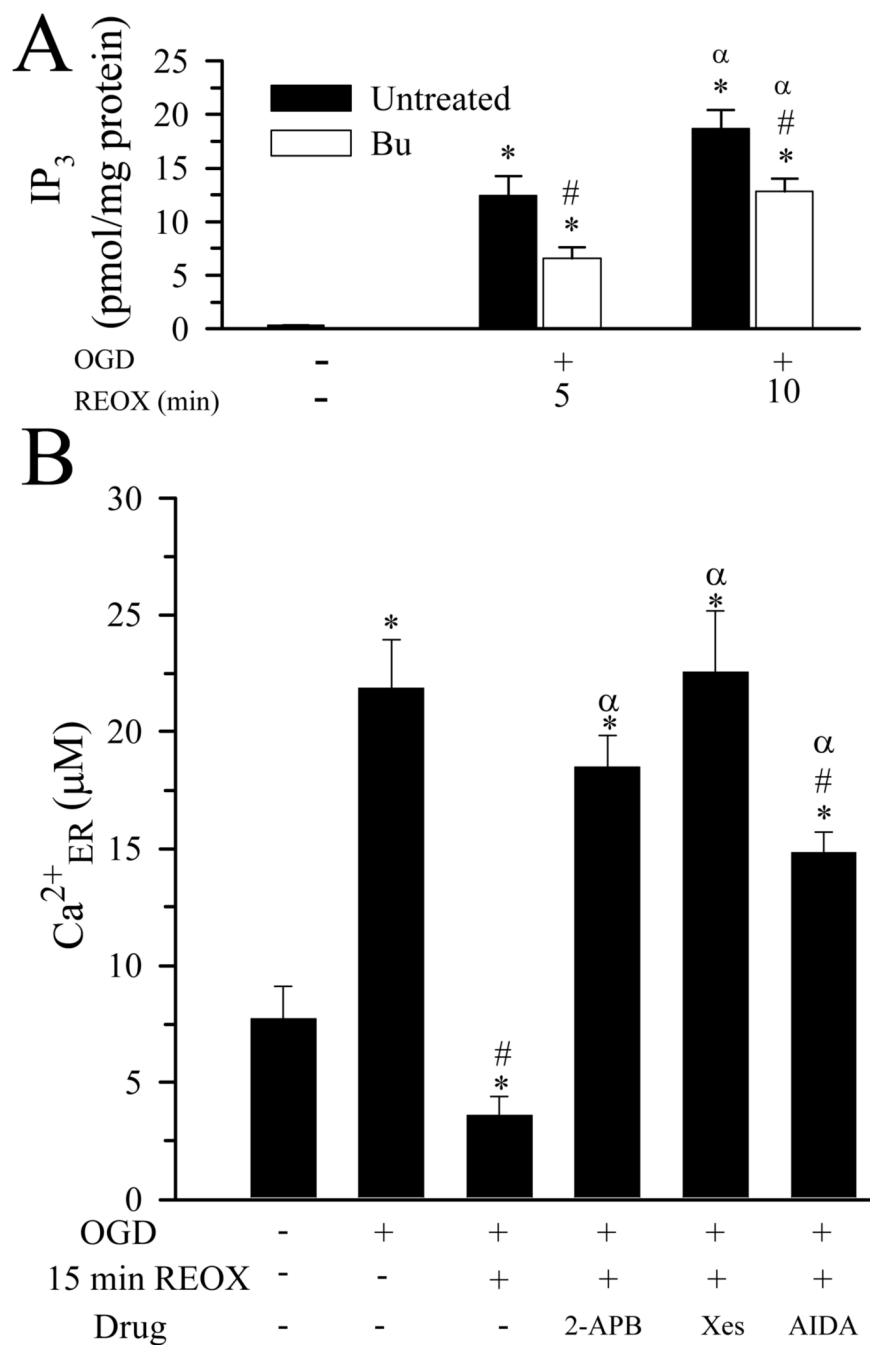 A
IP3
(pmol/mg protein)
25
20
15
10
5
0
Untreated
Bu
*
#
*
α
*
α
#
*
OGD - + +
REOX (min) - 5 10
B
Ca2+ER (μM)
30
25
20
15
10
5
0
*
#
*
α
*
α
*
α
#
*
OGD - + + + + +
15 min REOX - - + + + +
Drug - - - 2-APB Xes AIDA